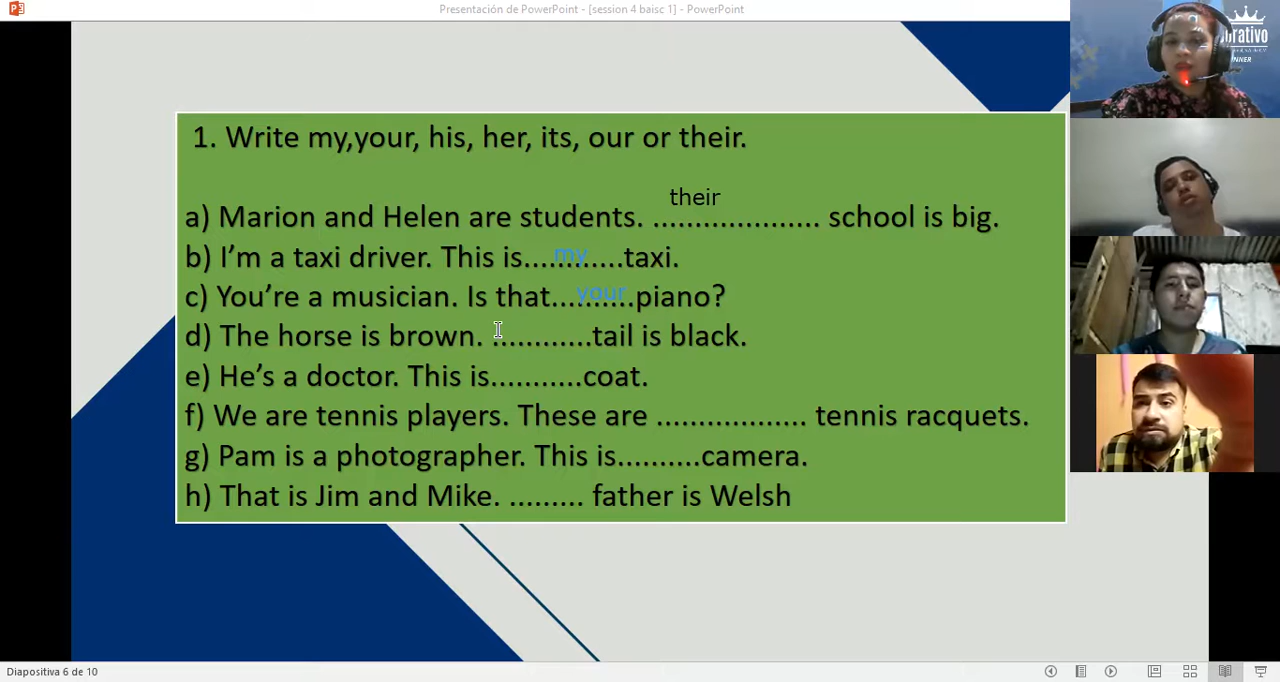 Presentación de PowerPoint - [session 4 baisc 1] - PowerPoint
1. Write my,your, his, her, its, our or their.
their
a) Marion and Helen are students. ..................... school is big.
my
b) I'm a taxi driver. This is............taxi.
your
c) You're a musician. Is that..........piano?
d) The horse is brown. ............tail is black.
e) He's a doctor. This is...........coat.
f) We are tennis players. These are .................. tennis racquets.
g) Pam is a photographer. This is..........camera.
h) That is Jim and Mike. ......... father is Welsh
Diapositiva 6 de 10